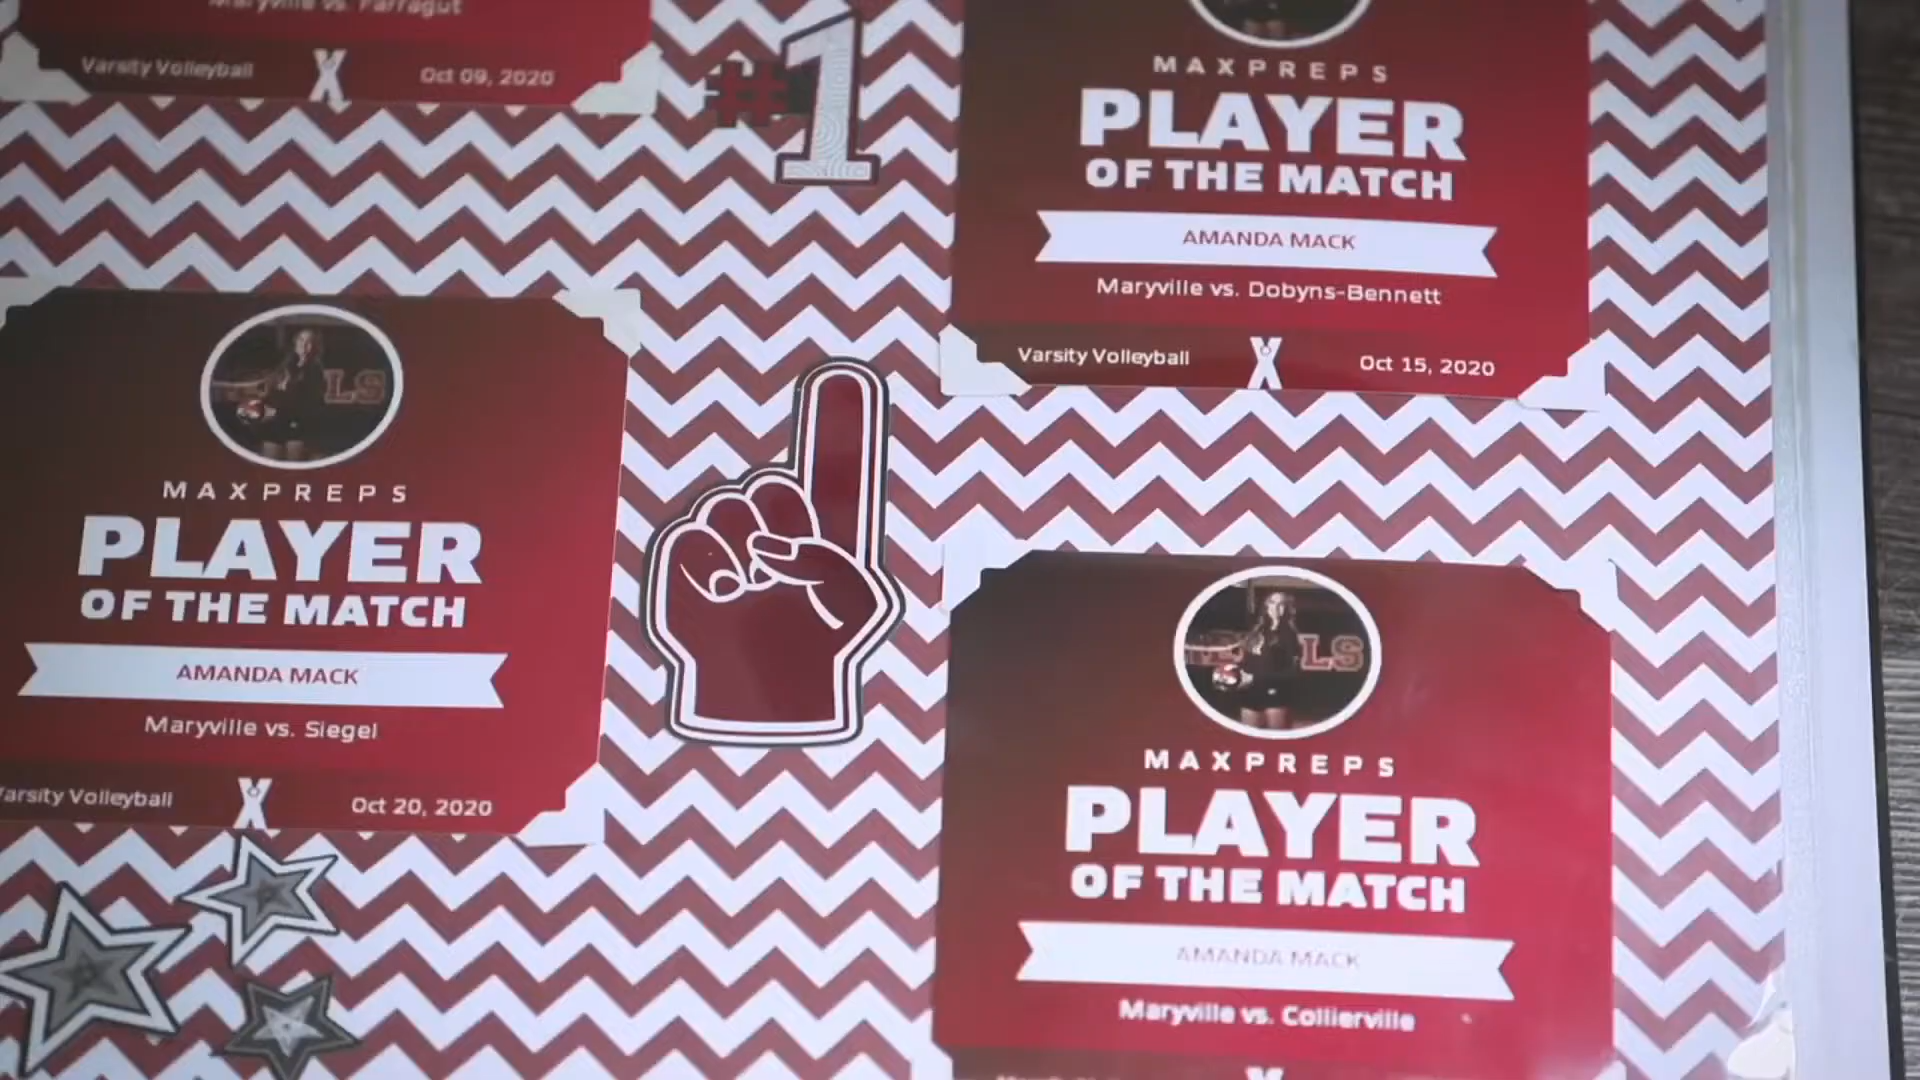 Maryville vs. Farragut
Varsity Volleyball
Oct 09, 2020
#1
MAXPREPS
PLAYER
OF THE MATCH
AMANDA MACK
Maryville vs. Dobyns-Bennett
Varsity Volleyball
Oct 15, 2020
LS
MAXPREPS
PLAYER
OF THE MATCH
AMANDA MACK
Maryville vs. Siegel
Varsity Volleyball
Oct 20, 2020
LS
MAXPREPS
PLAYER
OF THE MATCH
AMANDA MACK
Maryville vs. Collierville